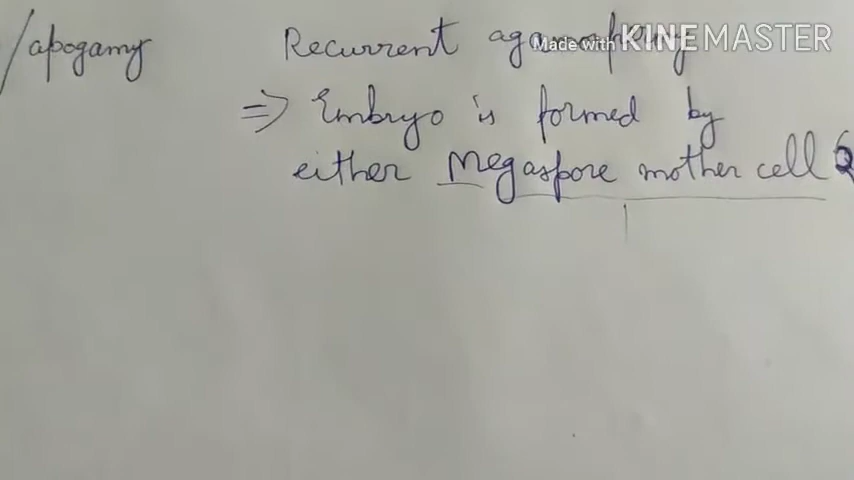 /apogamy Recurrent
Made with KINEMASTER
⇒ Embryo is formed by
either Megaspore mother cell